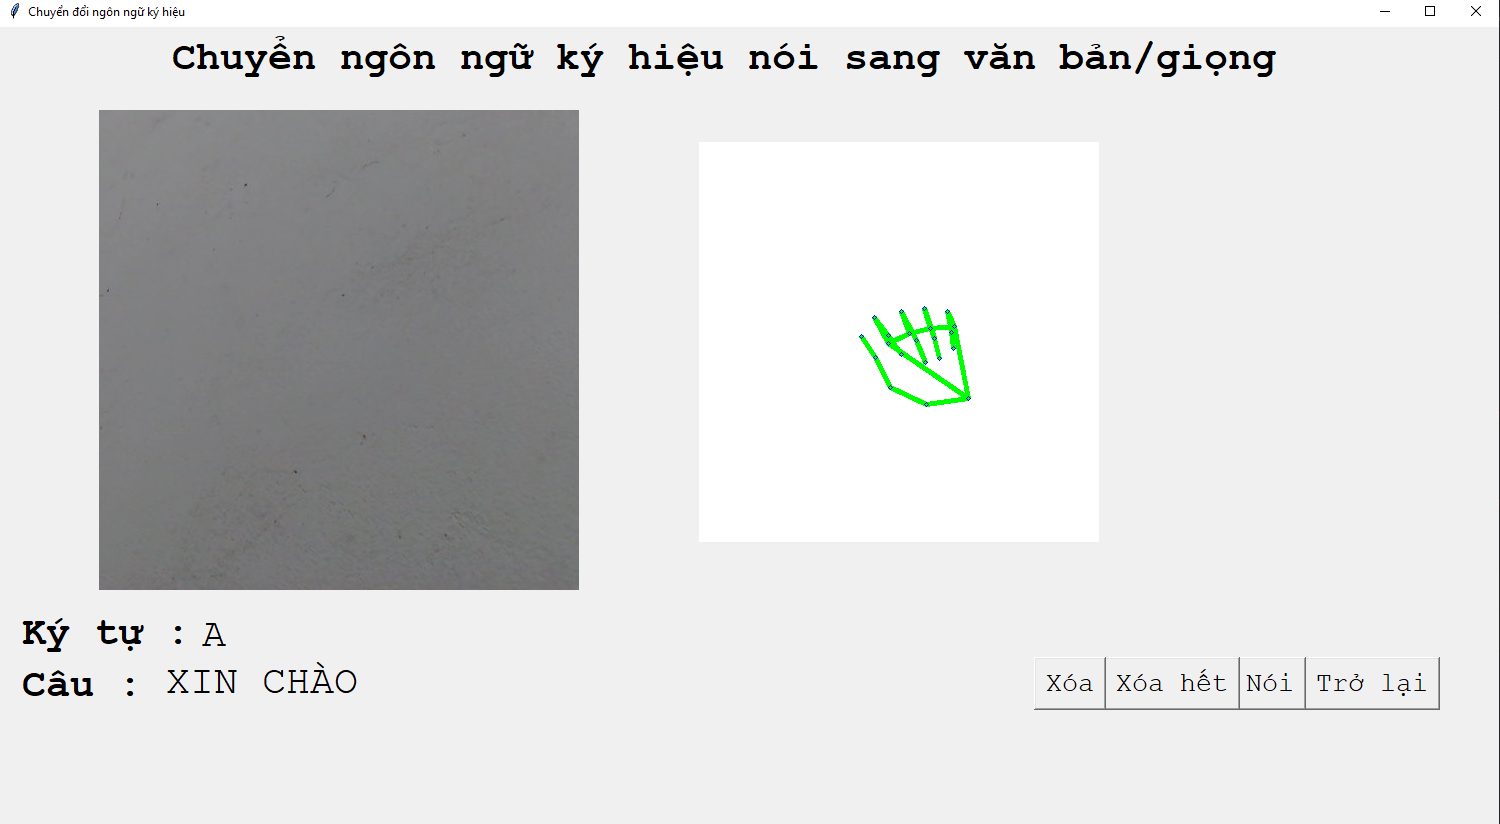 Chuyển đổi ngôn ngữ ký hiệu
Chuyển ngôn ngữ ký hiệu nói sang văn bản/giọng
Ký tự : A
Câu : XIN CHÀO
Xóa Xóa hết Nói Trở lại